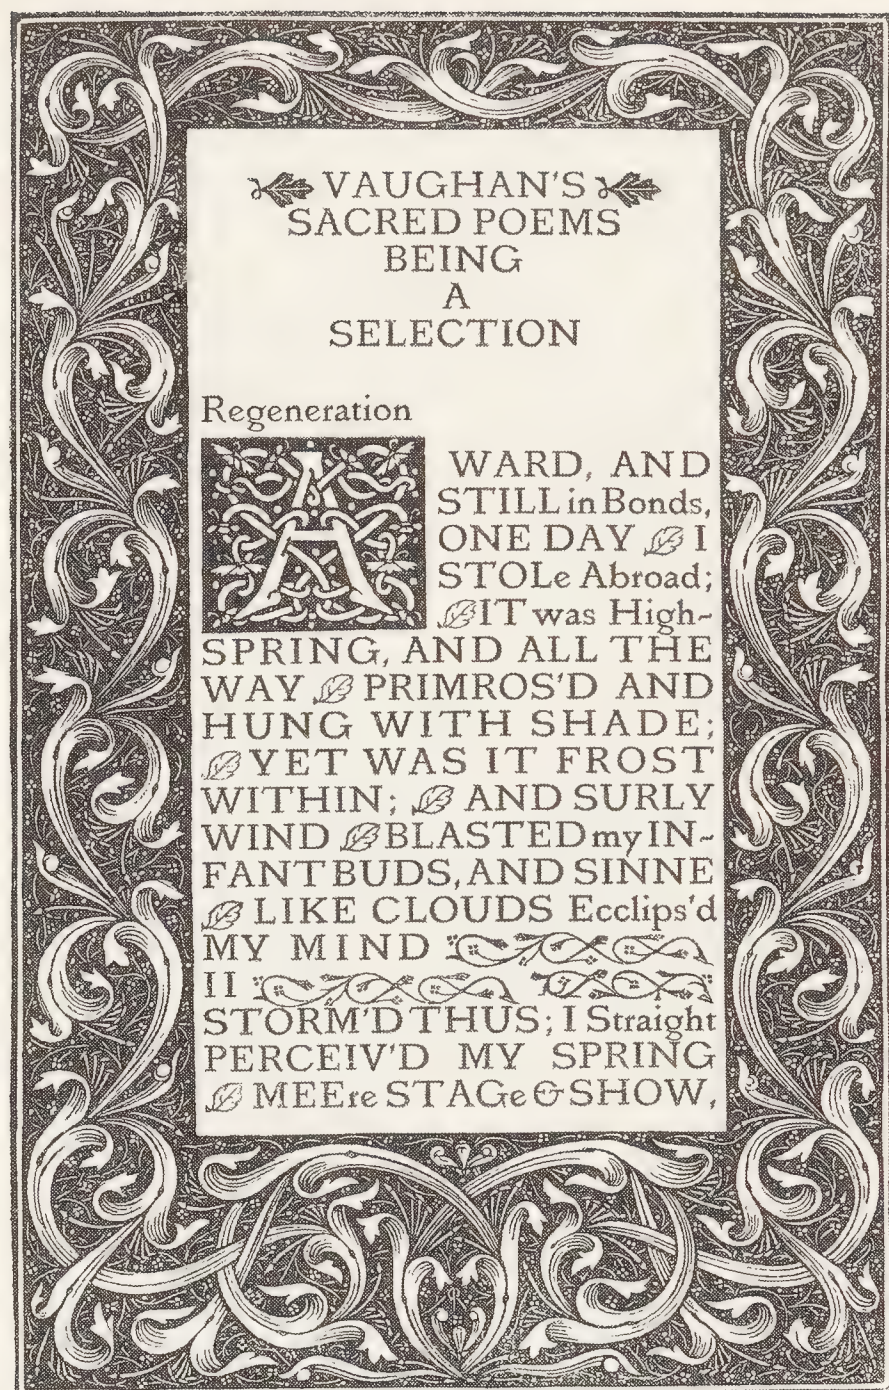 VAUGHAN'S
SACRED POEMS
BEING
A
SELECTION
Regeneration
AWARD, AND
STILL in Bonds,
ONE DAY I
STOLe Abroad;
IT was High-
SPRING, AND ALL THE
WAY PRIMROS'D AND
HUNG WITH SHADE;
YET WAS IT FROST
WITHIN; AND SURLY
WIND BLASTED my IN-
FANT BUDS, AND SINNE
LIKE CLOUDS Ecclips'd
MY MIND
II
STORM'D THUS; I Straight
PERCEIV'D MY SPRING
MEEre STAGe & SHOW,